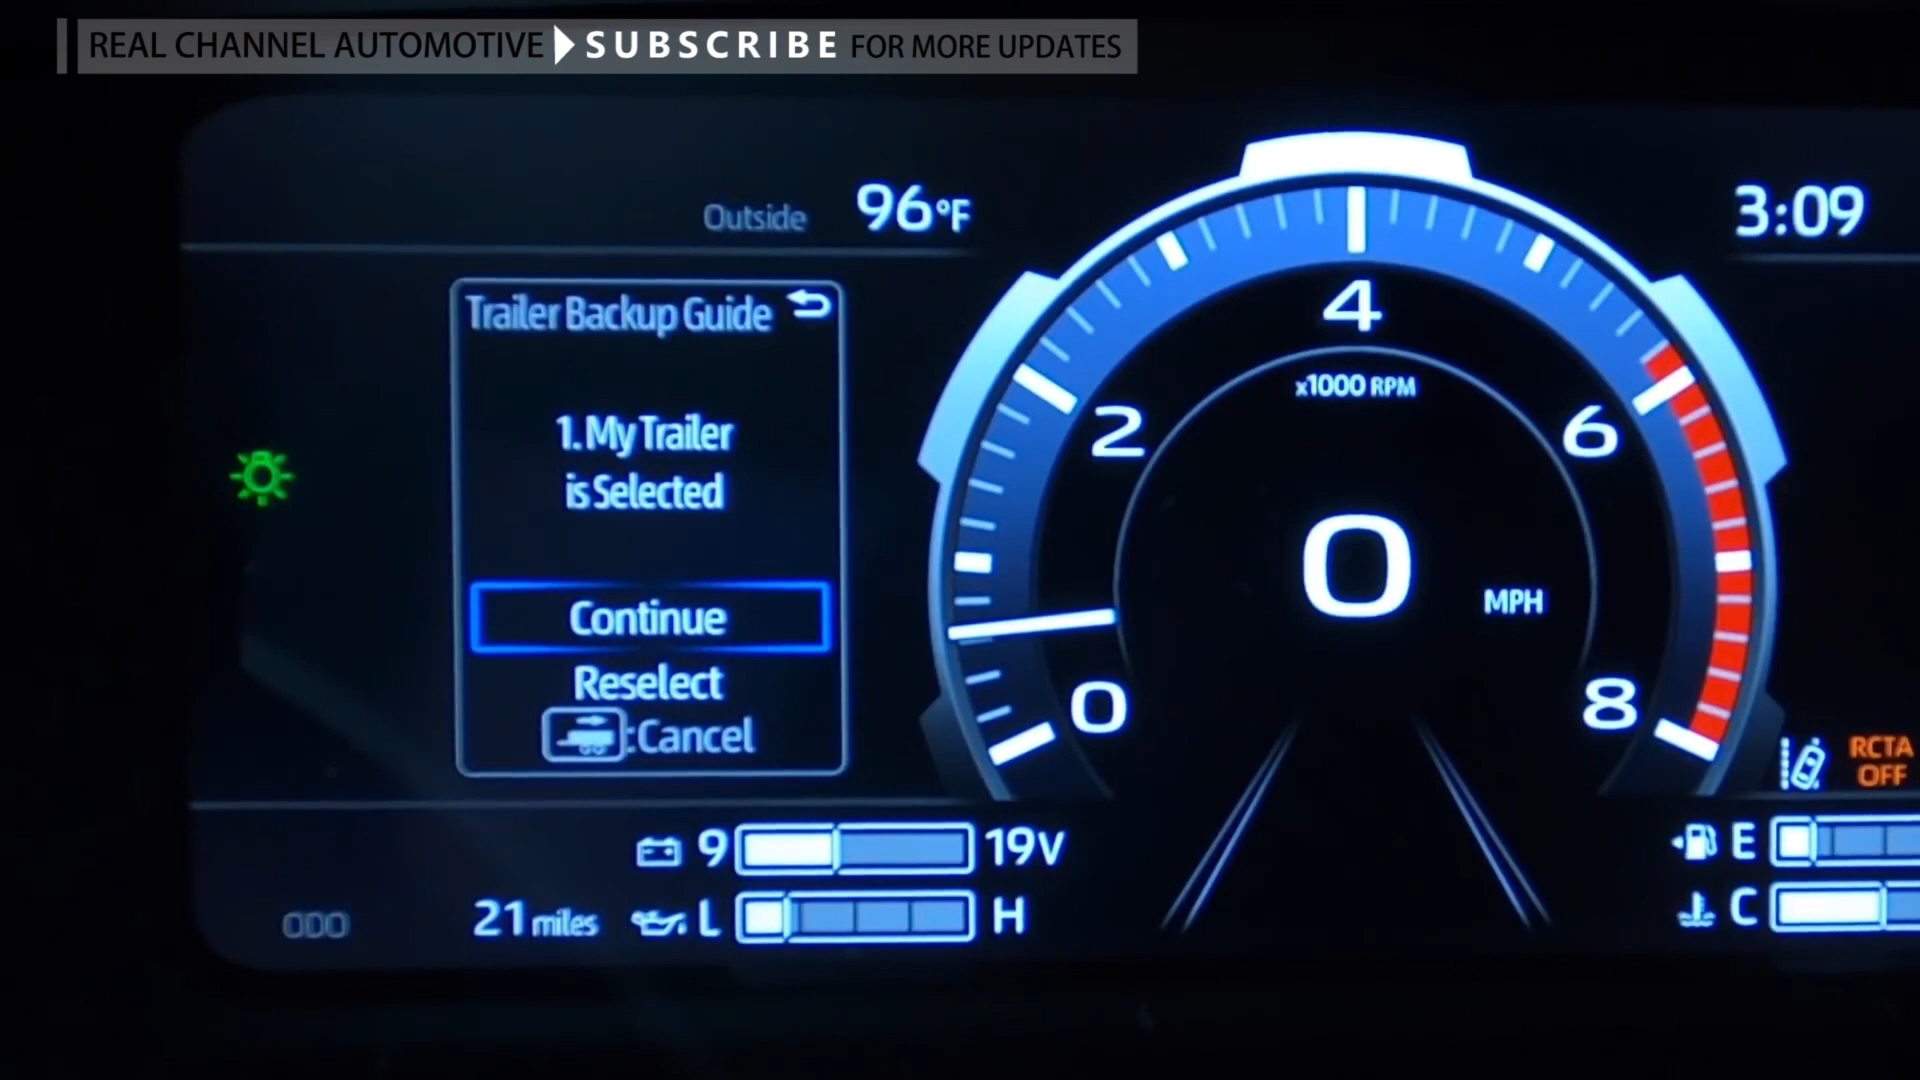 REAL CHANNEL AUTOMOTIVE SUBSCRIBE FOR MORE UPDATES
Outside 96°F
3:09
Trailer Backup Guide
1. My Trailer
is Selected
Continue
Reselect
:Cancel
4
x1000 RPM
2
6
0
MPH
0
8
RCTA
OFF
9 19V
E
ODO
21 miles
L H
C